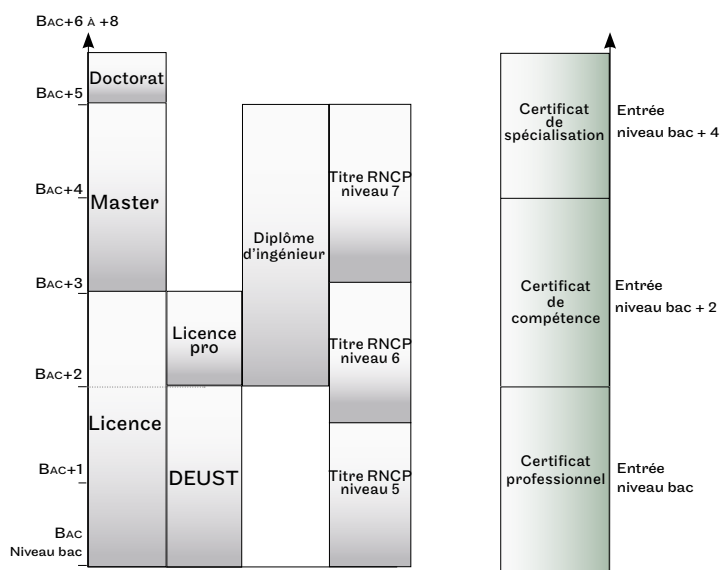 BAC+6 À +8
BAC+5
BAC+4
BAC+3
BAC+2
BAC+1
BAC
Niveau bac
Doctorat
Master
Licence
Licence
pro
DEUST
Diplôme
d'ingénieur
Titre RNCP
niveau 7
Titre RNCP
niveau 6
Titre RNCP
niveau 5
Certificat
de
spécialisation
Entrée
niveau bac + 4
Certificat
de
compétence
Entrée
niveau bac + 2
Certificat
professionnel
Entrée
niveau bac